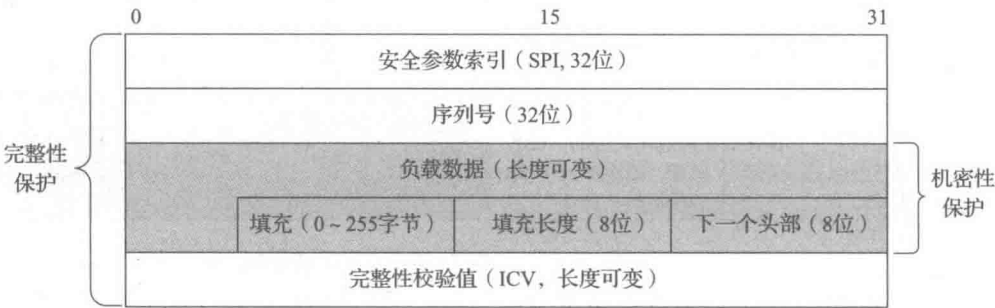 0 15 31
安全参数索引（SPI, 32位）
序列号（32位）
完整性
保护
负载数据（长度可变）
机密性
保护
填充（0~255字节） 填充长度（8位） 下一个头部（8位）
完整性校验值（ICV，长度可变）